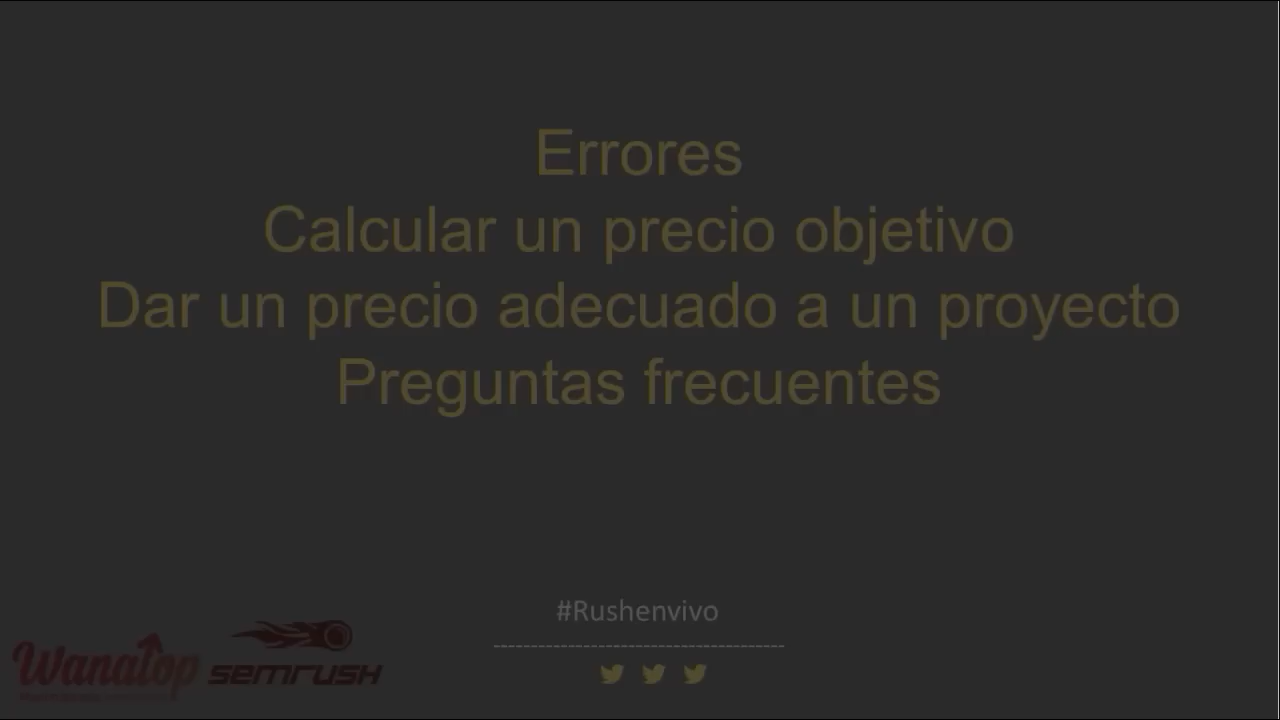 Errores
Calcular un precio objetivo
Dar un precio adecuado a un proyecto
Preguntas frecuentes
#Rushenvivo
Wanatop semrush